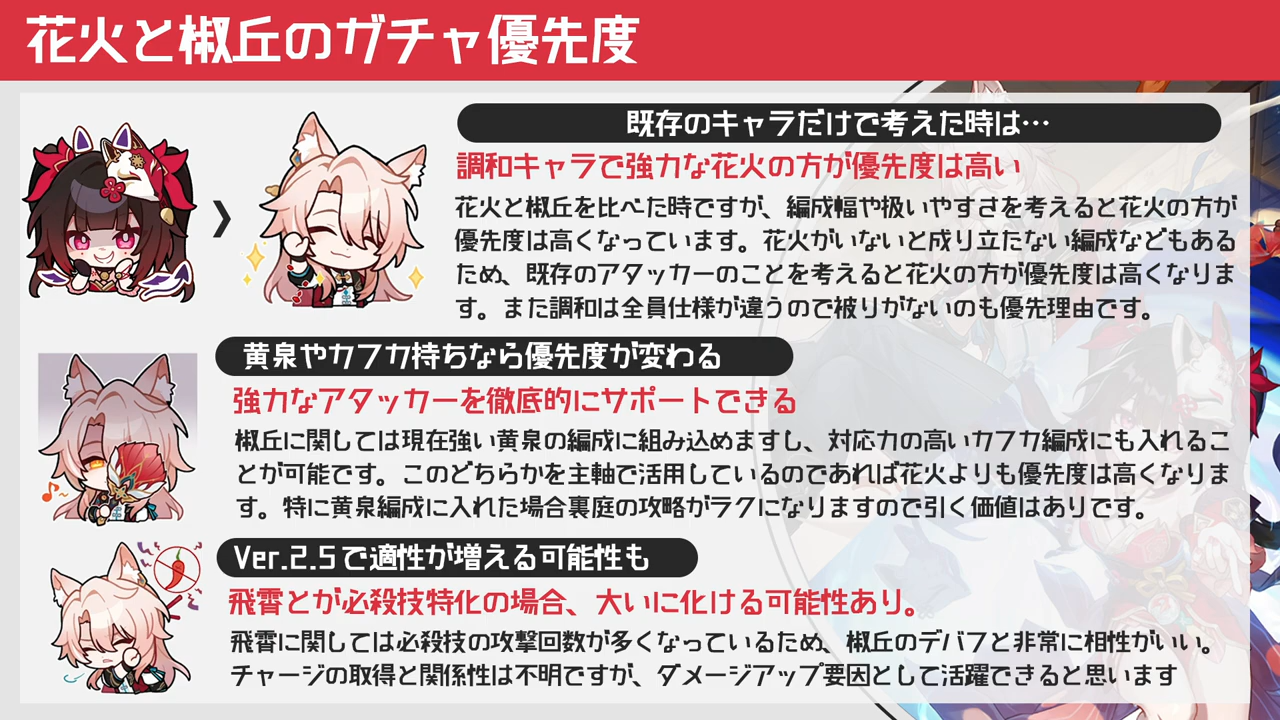 花火と椒丘のガチャ優先度
既存のキャラだけで考えた時は…
調和キャラで強力な花火の方が優先度は高い
花火と椒丘を比べた時ですが、編成幅や扱いやすさを考えると花火の方が
優先度は高くなっています。花火がいないと成り立たない編成などもある
ため、既存のアタッカーのことを考えると花火の方が優先度は高くなりま
す。また調和は全員仕様が違うので被りがないのも優先理由です。
黄泉やカフカ持ちなら優先度が変わる
強力なアタッカーを徹底的にサポートできる
椒丘に関しては現在強い黄泉の編成に組み込めますし、対応力の高いカフカ編成にも入れるこ
とが可能です。このどちらかを主軸で活用しているのであれば花火よりも優先度は高くなりま
す。特に黄泉編成に入れた場合裏庭の攻略がラクになりますので引く価値はありです。
Ver.2.5で適性が増える可能性も
飛霄とが必殺技特化の場合、大いに化ける可能性あり。
飛霄に関しては必殺技の攻撃回数が多くなっているため、椒丘のデバフと非常に相性がいい。
チャージの取得と関係性は不明ですが、ダメージアップ要因として活躍できると思います